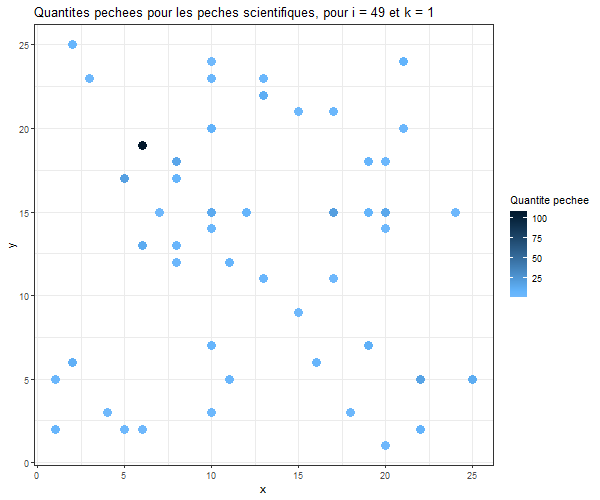 Quantites pechees pour les peches scientifiques, pour i = 49 et k = 1
25
20
15
10
5
0
y
0 5 10 15 20 25
x
Quantite pechee
100
75
50
25